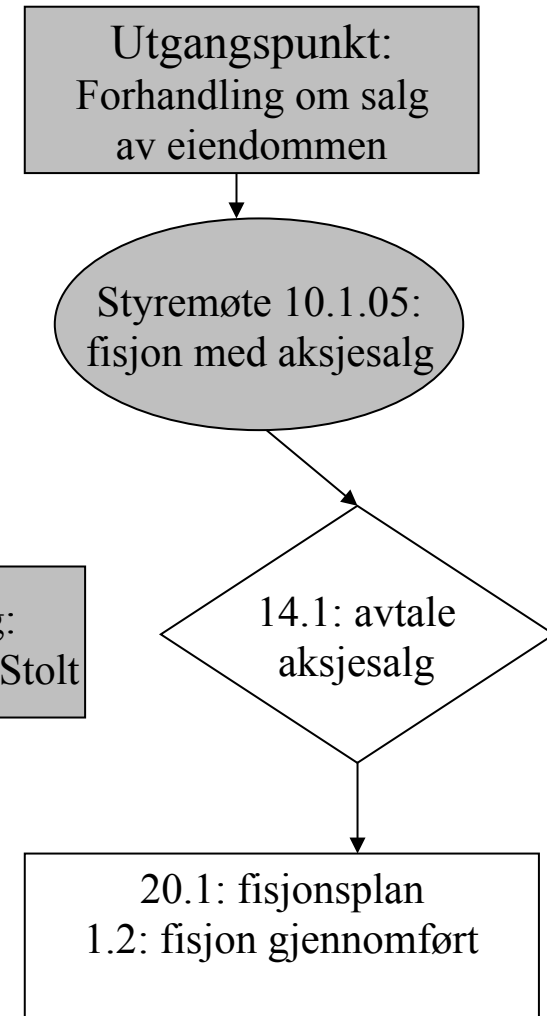 Utgangspunkt:
Forhandling om salg
av eiendommen
Styremøte 10.1.05:
fisjon med aksjesalg
14.1: avtale
aksjesalg
Stolt
20.1: fisjonsplan
1.2: fisjon gjennomført